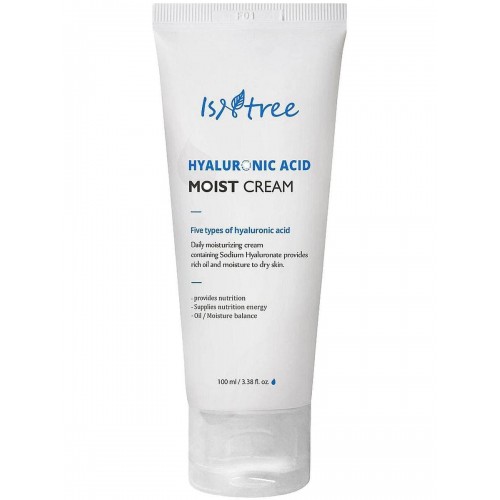 IsNtree
HYALURONIC ACID
MOIST CREAM
Five types of hyaluronic acid
Daily moisturizing cream
containing Sodium Hyaluronate provides
rich oil and moisture to dry skin.
- provides nutrition
- Supplies nutrition energy
- Oil / Moisture balance
100 ml / 3.38 fl. oz.